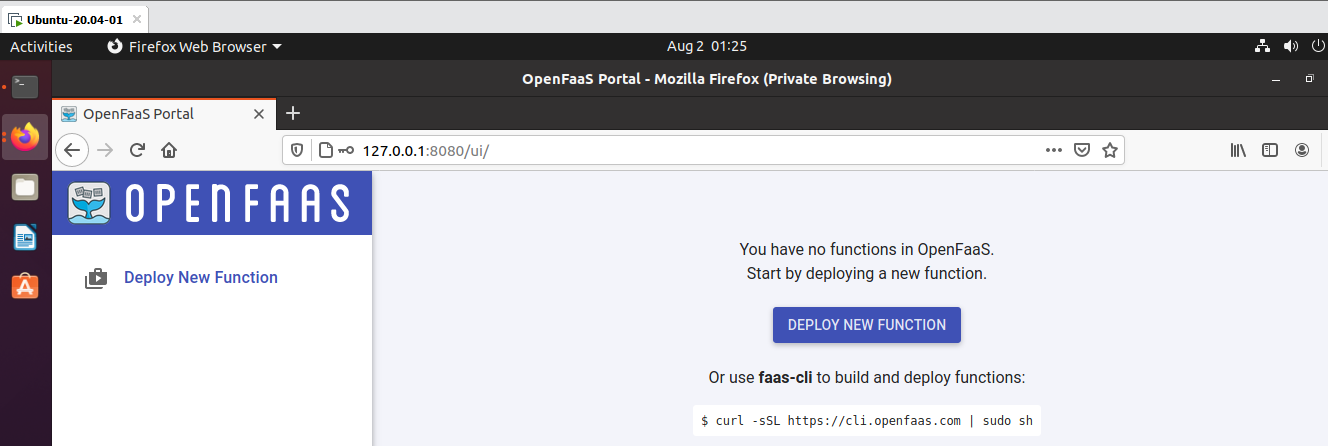 Ubuntu-20.04-01
Activities
Firefox Web Browser
Aug 2 01:25
OpenFaaS Portal - Mozilla Firefox (Private Browsing)
OpenFaaS Portal
127.0.0.1:8080/ui/
OPENFAAS
Deploy New Function
You have no functions in OpenFaaS.
Start by deploying a new function.
DEPLOY NEW FUNCTION
Or use faas-cli to build and deploy functions:
$ curl -sSL https://cli.openfaas.com | sudo sh